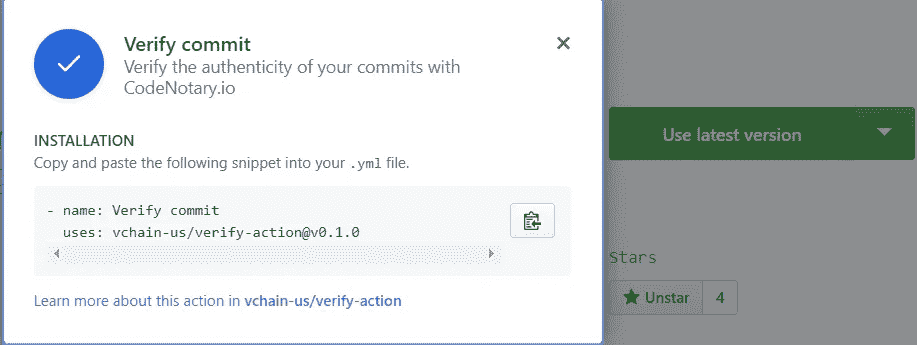 Verify commit
Verify the authenticity of your commits with
CodeNotary.io
INSTALLATION
Copy and paste the following snippet into your .yml file.
- name: Verify commit
uses: vchain-us/verify-action@v0.1.0
Learn more about this action in vchain-us/verify-action
Use latest version
Stars
Unstar 4